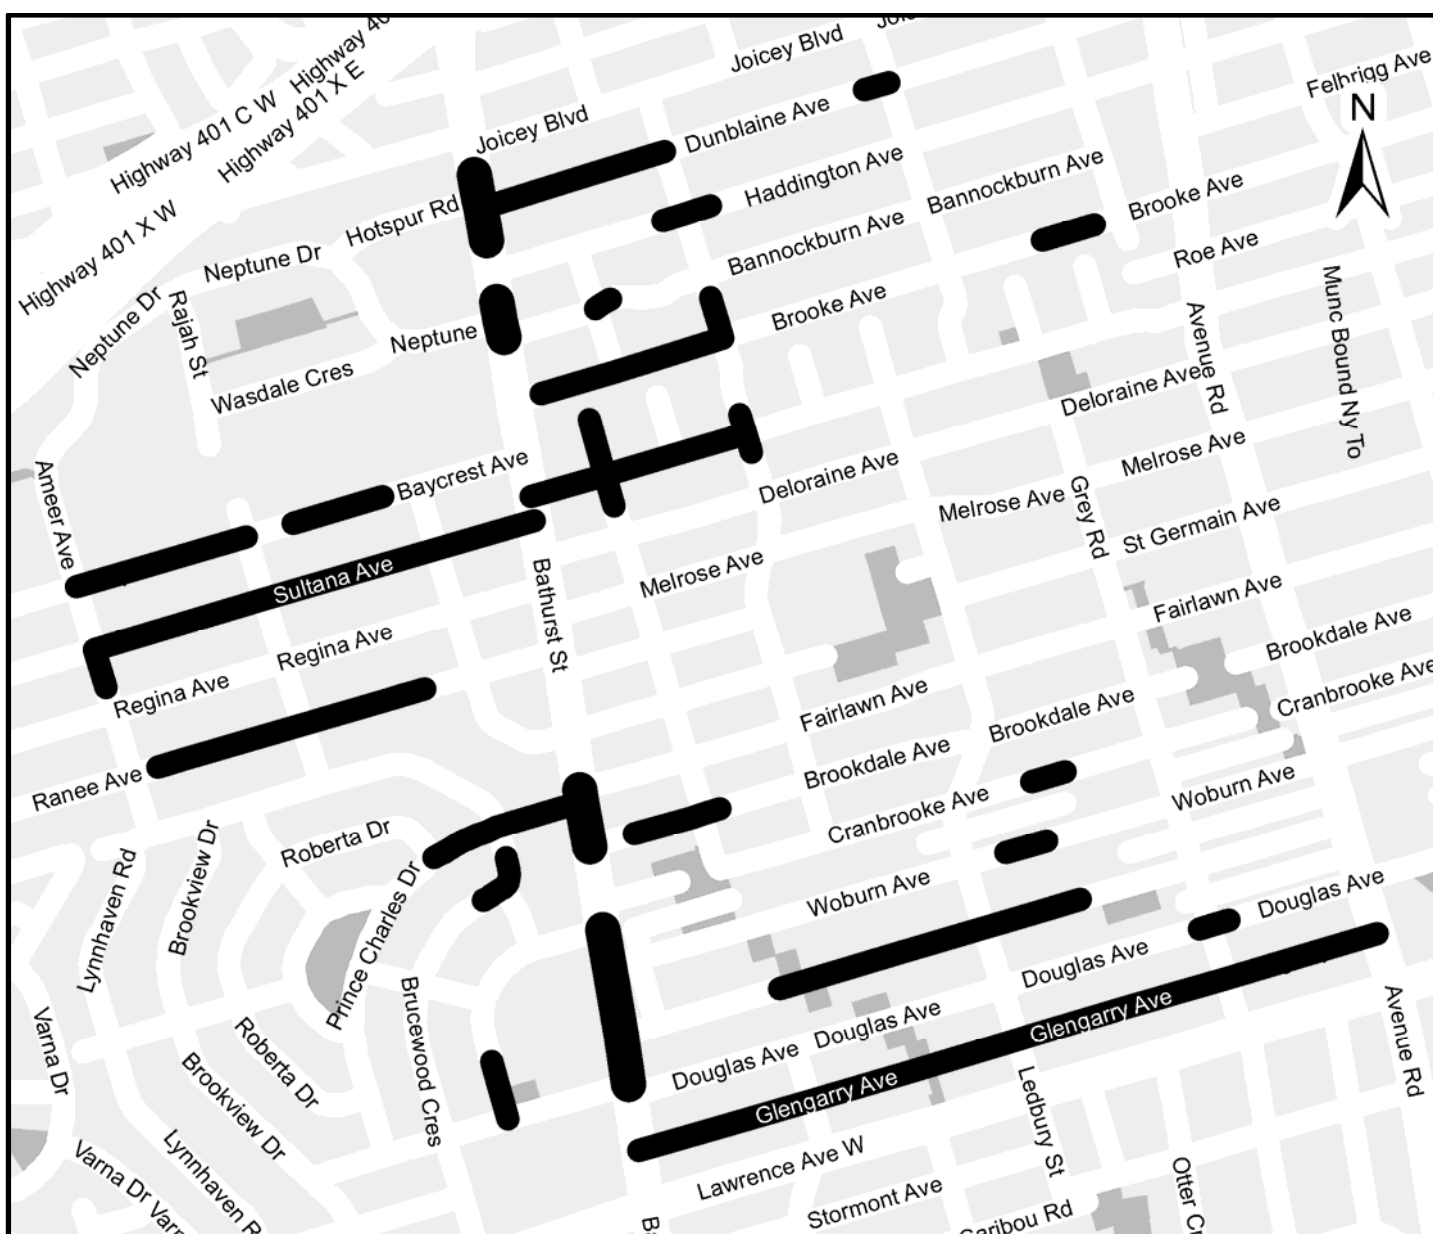 Highway 40
Joicey Blvd
Highway 401 C W
Highway 401 X E
Felbrigg Ave
N
Joicey Blvd
Dunblaine Ave
Haddington Ave
Bannockburn Ave
Brooke Ave
Highway 401 X W
Hotspur Rd
Neptune Dr
Bannockburn Ave
Roe Ave
Neptune Dr
Rajah St
Neptune
Brooke Ave
Avenue Rd
Munc Bound Ny To
Wasdale Cres
Deloraine Ave
Ameer Ave
Baycrest Ave
Deloraine Ave
Melrose Ave
Melrose Ave
Grey Rd
St Germain Ave
Sultana Ave
Bathurst St
Melrose Ave
Fairlawn Ave
Regina Ave
Brookdale Ave
Regina Ave
Fairlawn Ave
Brookdale Ave
Cranbrooke Ave
Ranee Ave
Brookdale Ave
Cranbrooke Ave
Woburn Ave
Roberta Dr
Lynnhaven Rd
Brookview Dr
Prince Charles Dr
Woburn Ave
Douglas Ave
Douglas Ave
Varna Dr
Roberta Dr
Brucewood Cres
Douglas Ave
Douglas Ave
Glengarry Ave
Avenue Rd
Brookview Dr
Glengarry Ave
Ledbury St
Lynnhaven R
Varna Dr
Varn
Lawrence Ave W
Stormont Ave
Caribou Rd
Otter Cr